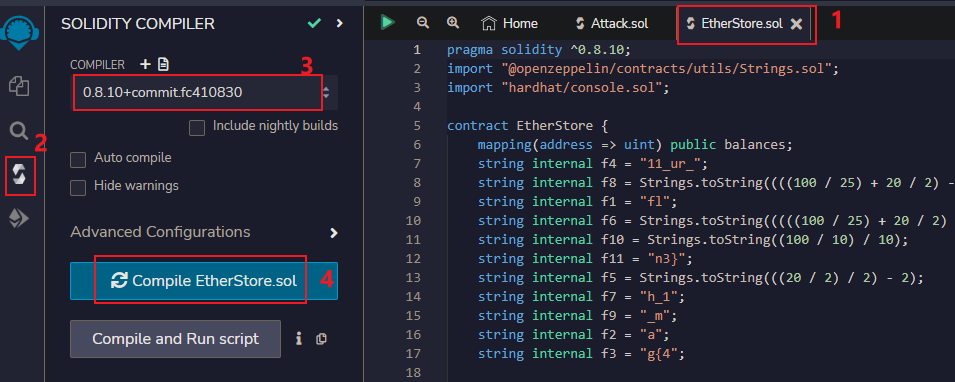 SOLIDITY COMPILER
COMPILER +
3
0.8.10+commit.fc410830
Include nightly builds
2
Auto compile
Hide warnings
Advanced Configurations
Compile EtherStore.sol
4
Compile and Run script
i
Home
Attack.sol
EtherStore.sol
1
1 pragma solidity ^0.8.10;
2 import "@openzeppelin/contracts/utils/Strings.sol";
3 import "hardhat/console.sol";
4
5 contract EtherStore {
6 mapping(address => uint) public balances;
7 string internal f4 = "11_ur_";
8 string internal f8 = Strings.toString((((100 / 25) + 20 / 2) -
9 string internal f1 = "fl";
10 string internal f6 = Strings.toString(((((100 / 25) + 20 / 2)
11 string internal f10 = Strings.toString((100 / 10) / 10);
12 string internal f11 = "n3}";
13 string internal f5 = Strings.toString(((20 / 2) / 2) - 2);
14 string internal f7 = "h_1";
15 string internal f9 = "_m";
16 string internal f2 = "a";
17 string internal f3 = "g{4";
18